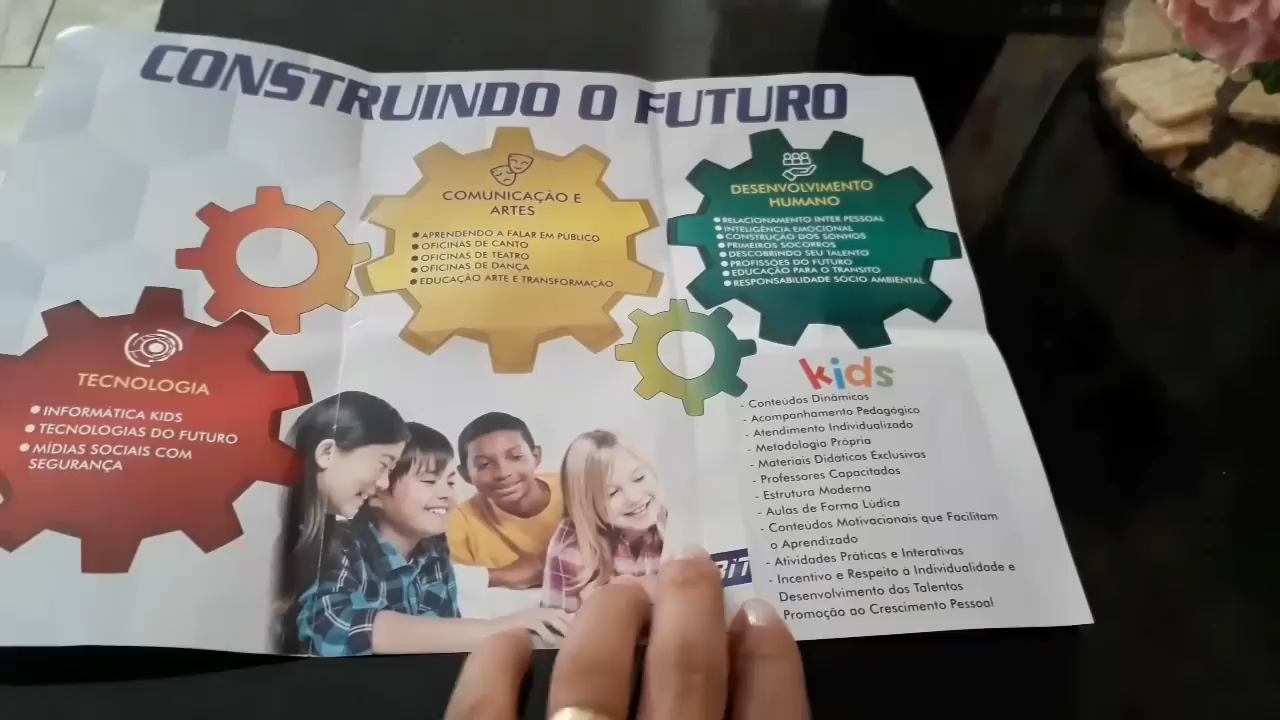 CONSTRUINDO O FUTURO
COMUNICAÇÃO E
ARTES
APRENDENDO A FALAR EM PÚBLICO
OFICINAS DE CANTO
OFICINAS DE TEATRO
OFICINAS DE DANÇA
EDUCAÇÃO ARTE E TRANSFORMAÇÃO
DESENVOLVIMENTO
HUMANO
RELACIONAMENTO INTER PESSOAL
INTELIGÊNCIA EMOCIONAL
CONSTRUÇÃO DOS SONHOS
PRIMEIROS SOCORROS
DESCOBRINDO SEU TALENTO
PROFISSÕES DO FUTURO
EDUCAÇÃO PARA O TRANSITO
RESPONSABILIDADE SÓCIO AMBIENTAL
TECNOLOGIA
INFORMÁTICA KIDS
TECNOLOGIAS DO FUTURO
MÍDIAS SOCIAIS COM
SEGURANÇA
kids
- Conteúdos Dinâmicos
- Acompanhamento Pedagógico
- Atendimento Individualizado
- Metodologia Própria
- Materiais Didáticos Exclusivos
- Professores Capacitados
- Estrutura Moderna
- Aulas de Forma Lúdica
- Conteúdos Motivacionais que Facilitam
o Aprendizado
- Atividades Práticas e Interativas
- Incentivo e Respeito à Individualidade e
Desenvolvimento dos Talentos
Promoção ao Crescimento Pessoal